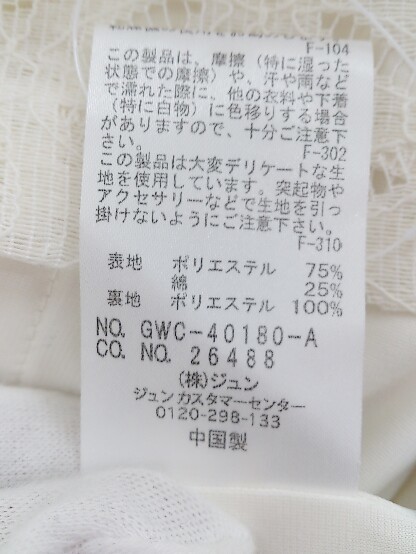 F-104
この製品は、摩擦(特に湿った
状態での摩擦)や、汗や雨など
で濡れた際に、他の衣料や下着
(特に白物)に色移りする場合
がありますので、十分ご注意下
さい。
F-302
この製品は大変デリケートな生
地を使用しています。突起物や
アクセサリーなどで生地を引っ
掛けないようにご注意下さい。
F-310
表地 ポリエステル 75%
綿 25%
裏地 ポリエステル 100%
NO. GWC-40180-A
CO. NO. 26488
(株)ジュン
ジュンカスタマーセンター
0120-298-133
中国製